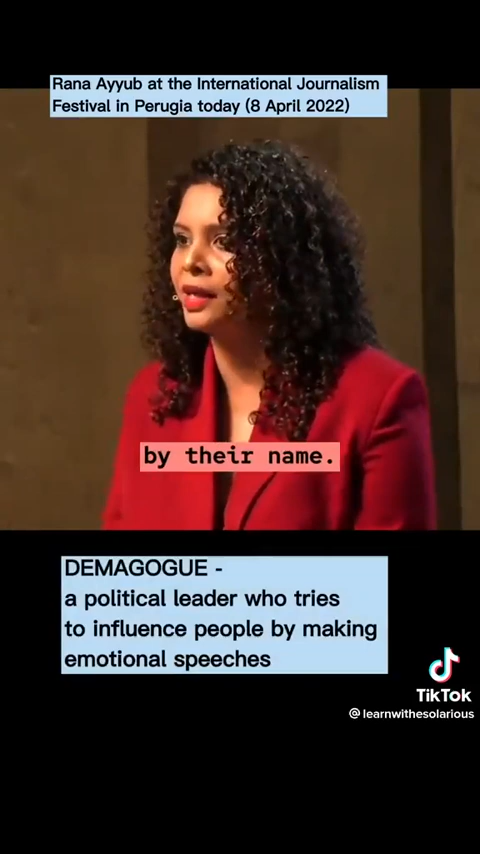 Rana Ayyub at the International Journalism
Festival in Perugia today (8 April 2022)
by their name.
DEMAGOGUE -
a political leader who tries
to influence people by making
emotional speeches
TikTok
@learnwithesolarious